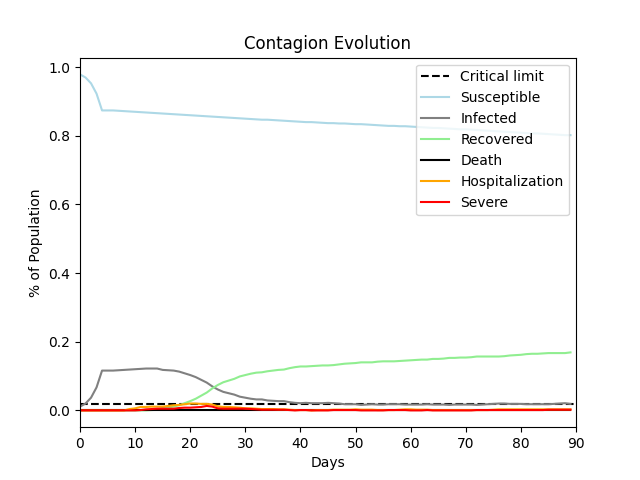 Contagion Evolution
1.0
0.8
0.6
0.4
0.2
0.0
% of Population
Critical limit
Susceptible
Infected
Recovered
Death
Hospitalization
Severe
0 10 20 30 40 50 60 70 80 90
Days